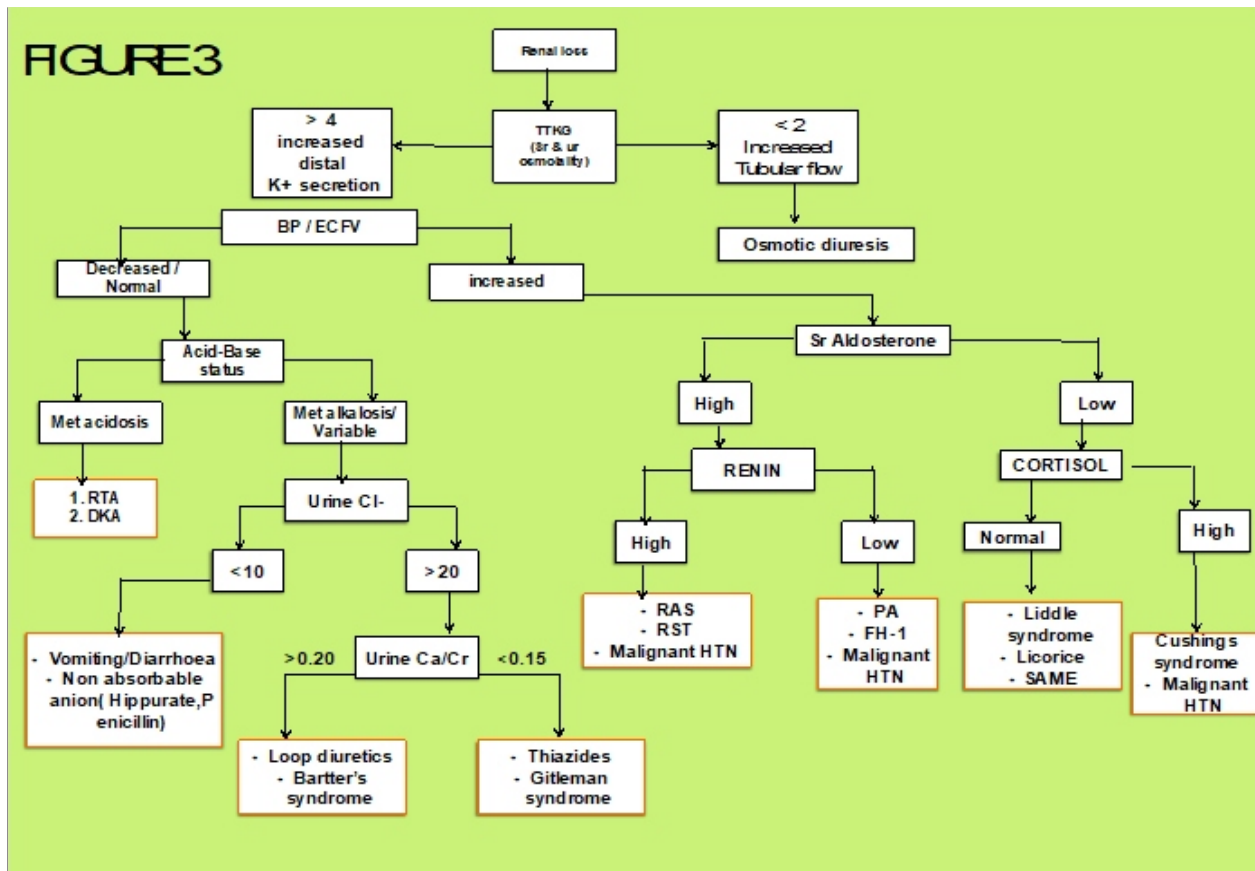 FIGURE 3
Renal loss
> 4
increased
distal
K+ secretion
TTKG
(Sr & ur
osmolality)
< 2
Increased
Tubular flow
BP / ECFV
Osmotic diuresis
Decreased /
Normal
increased
Acid-Base
status
Sr Aldosterone
Met acidosis
Met alkalosis/
Variable
High
Low
1. RTA
2. DKA
Urine Cl-
RENIN
CORTISOL
<10
>20
High
Low
Normal
High
- Vomiting/Diarrhoea
- Non absorbable
anion( Hippurate,P
enicillin)
>0.20
Urine Ca/Cr
<0.15
- RAS
- RST
- Malignant HTN
- PA
- FH-1
- Malignant
HTN
- Liddle
syndrome
- Licorice
- SAME
Cushings
syndrome
- Malignant
HTN
- Loop diuretics
- Bartter's
syndrome
- Thiazides
- Gitleman
syndrome